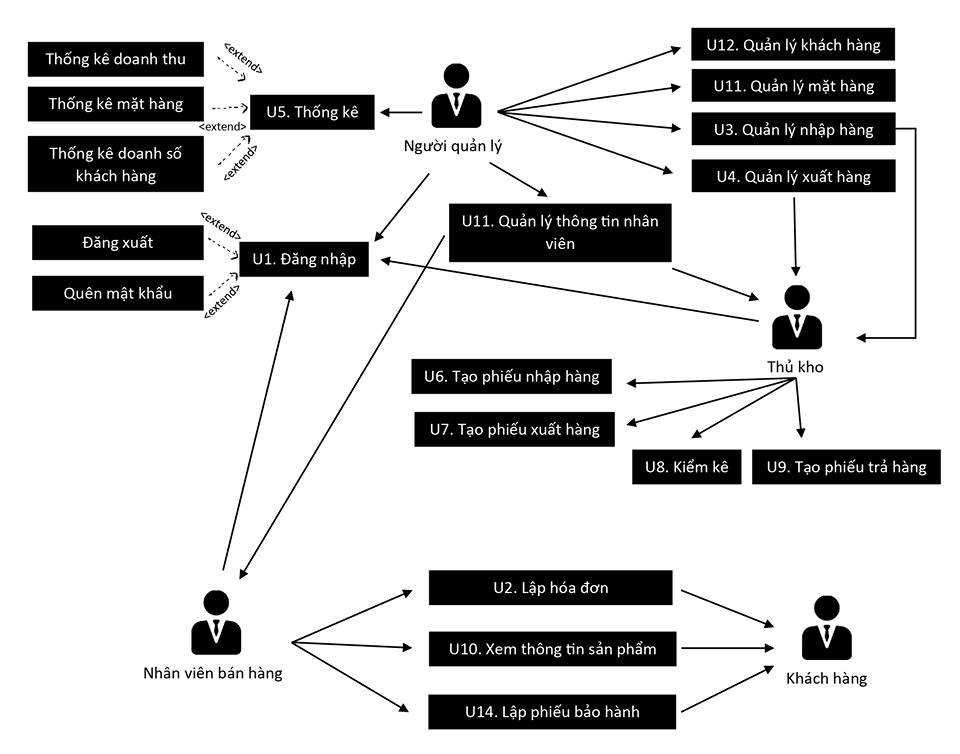 Thống kê doanh thu
<extend>
Thống kê mặt hàng
<extend>
Thống kê doanh số
khách hàng
<extend>
U5. Thống kê
Người quản lý
U12. Quản lý khách hàng
U11. Quản lý mặt hàng
U3. Quản lý nhập hàng
U4. Quản lý xuất hàng
Đăng xuất
<extend>
Quên mật khẩu
<extend>
U1. Đăng nhập
U11. Quản lý thông tin nhân
viên
Thủ kho
U6. Tạo phiếu nhập hàng
U7. Tạo phiếu xuất hàng
U8. Kiểm kê
U9. Tạo phiếu trả hàng
Nhân viên bán hàng
U2. Lập hóa đơn
U10. Xem thông tin sản phẩm
U14. Lập phiếu bảo hành
Khách hàng